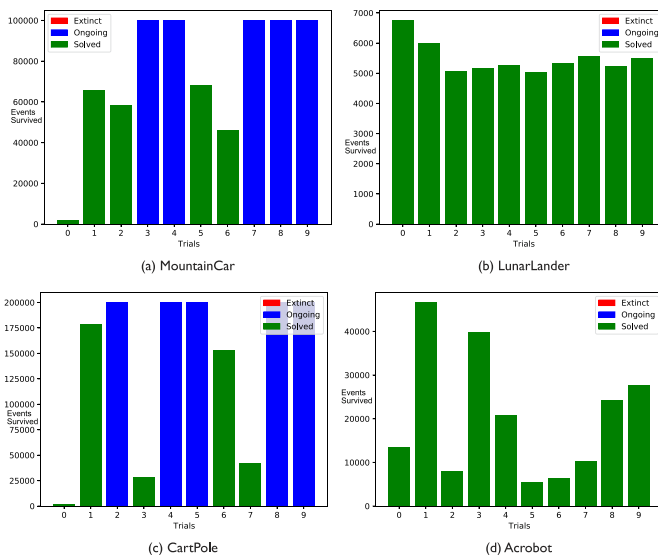 100000
80000
60000
Events
Survived
40000
20000
0
Extinct
Ongoing
Solved
0 1 2 3 4 5 6 7 8 9
Trials
(a) MountainCar
7000
6000
5000
4000
Events
Survived
3000
2000
1000
0
Extinct
Ongoing
Solved
0 1 2 3 4 5 6 7 8 9
Trials
(b) LunarLander
200000
175000
150000
125000
100000
Events
Survived
75000
50000
25000
0
Extinct
Ongoing
Solved
0 1 2 3 4 5 6 7 8 9
Trials
(c) CartPole
40000
30000
Events
Survived
20000
10000
0
Extinct
Ongoing
Solved
0 1 2 3 4 5 6 7 8 9
Trials
(d) Acrobot